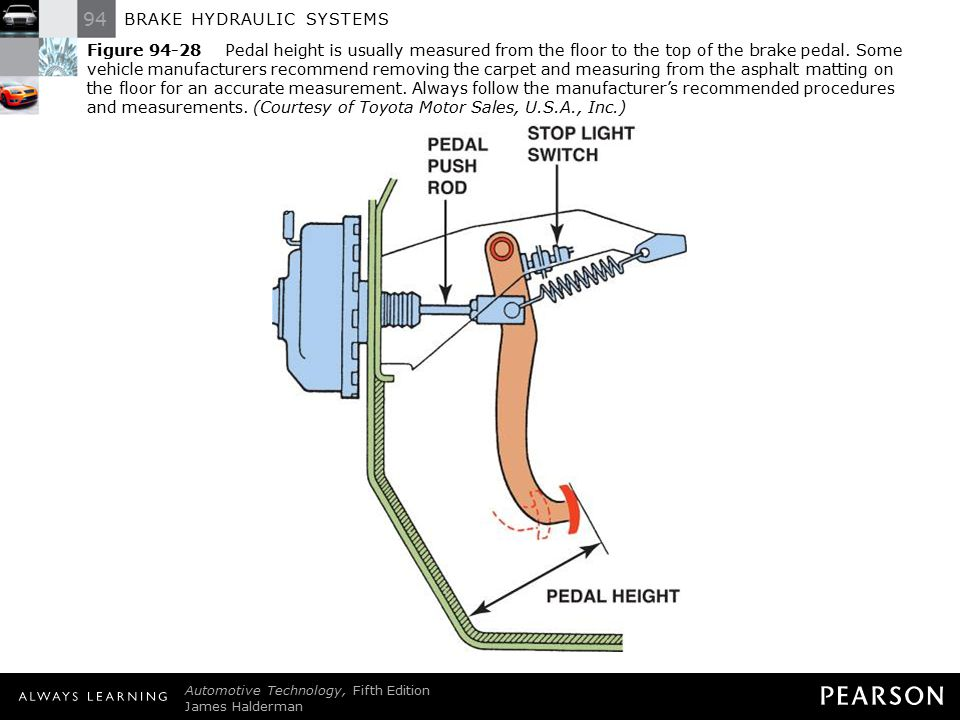 94 BRAKE HYDRAULIC SYSTEMS
Figure 94-28 Pedal height is usually measured from the floor to the top of the brake pedal. Some
vehicle manufacturers recommend removing the carpet and measuring from the asphalt matting on
the floor for an accurate measurement. Always follow the manufacturer’s recommended procedures
and measurements. (Courtesy of Toyota Motor Sales, U.S.A., Inc.)
PEDAL
PUSH
ROD
STOP LIGHT
SWITCH
PEDAL HEIGHT
ALWAYS LEARNING
Automotive Technology, Fifth Edition
James Halderman
PEARSON